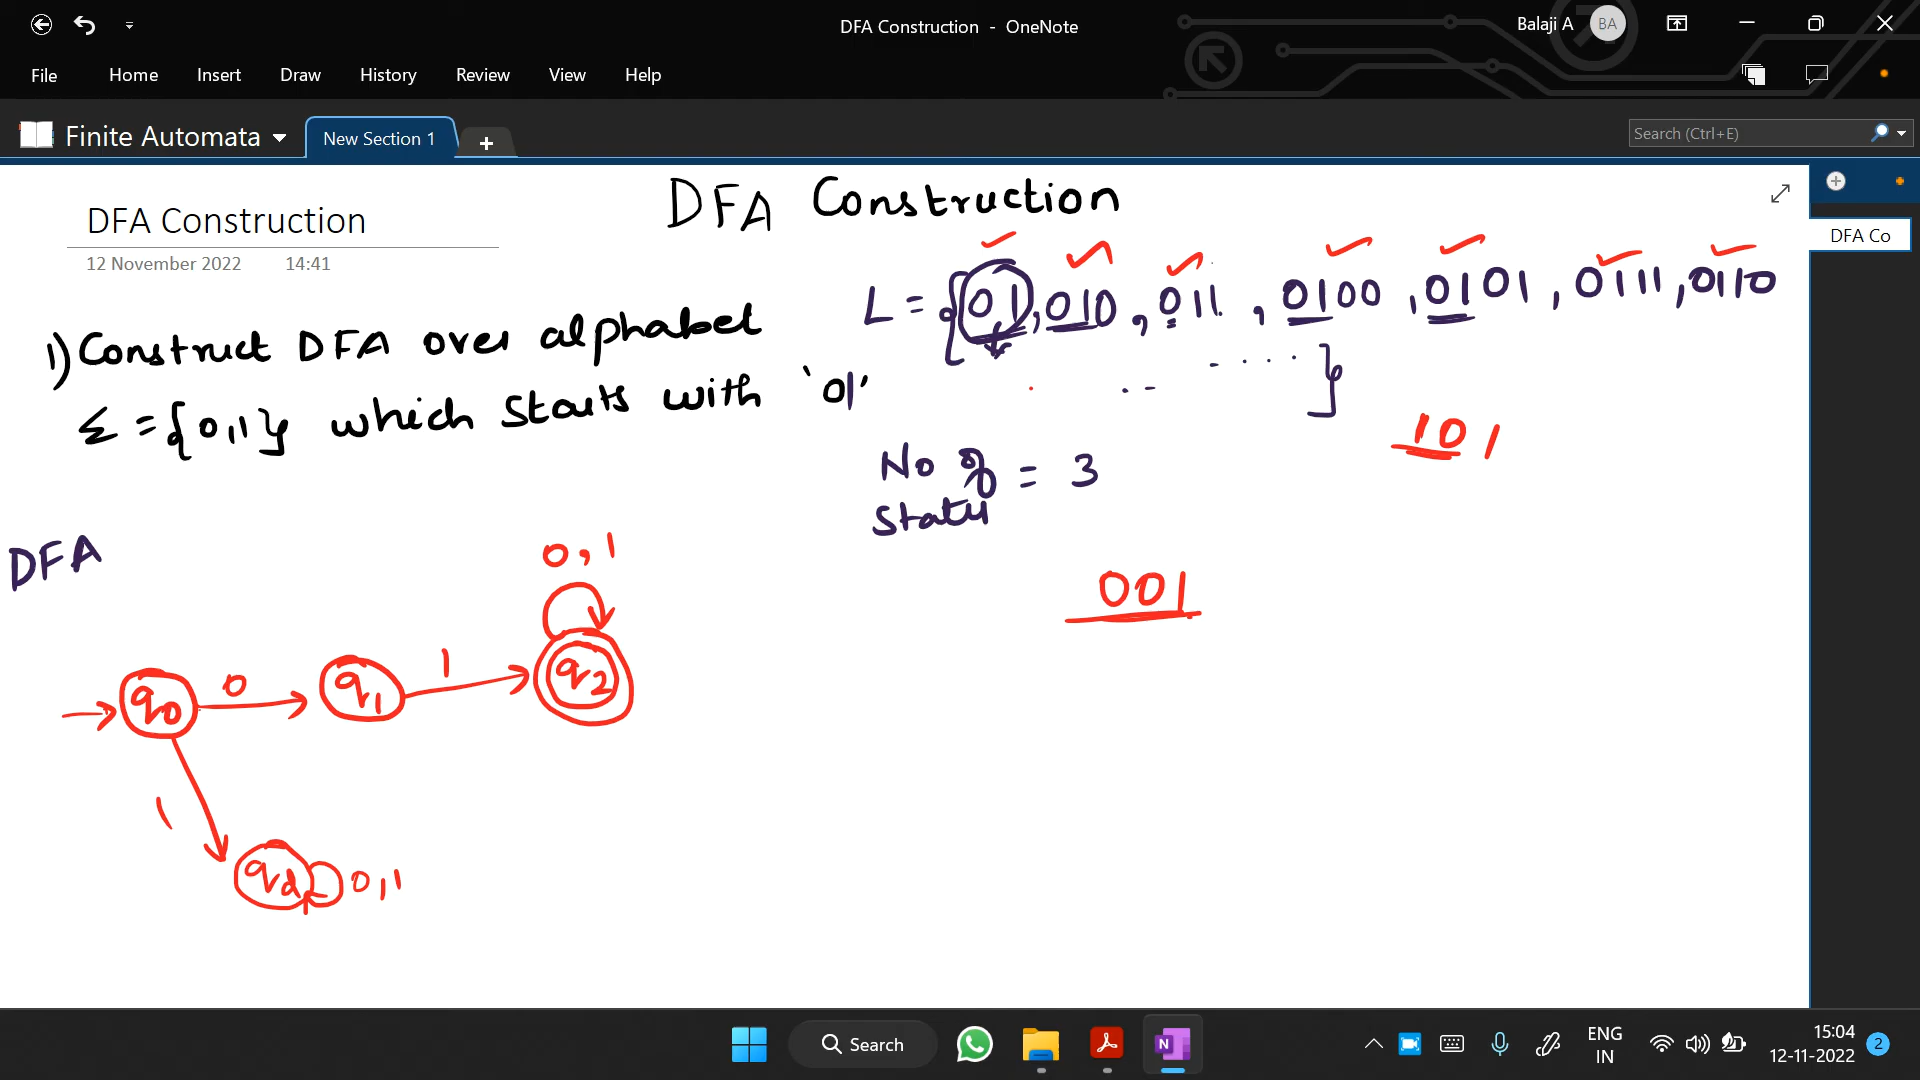 DFA Construction - OneNote
Balaji A BA
File Home Insert Draw History Review View Help
Finite Automata New Section 1 +
Search (Ctrl+E)
DFA Construction
12 November 2022 14:41
DFA Co
DFA Construction
1) Construct DFA over alphabet
Σ = {0,1} which starts with '01'
L = {01, 010, 011, 0100, 0101, 0111, 0110
.. .... }
101
No of = 3
State
001
DFA
0,1
q0 0 q1 1 q2
1
qd 0,1
Search
N
ENG
IN
15:04
12-11-2022
2